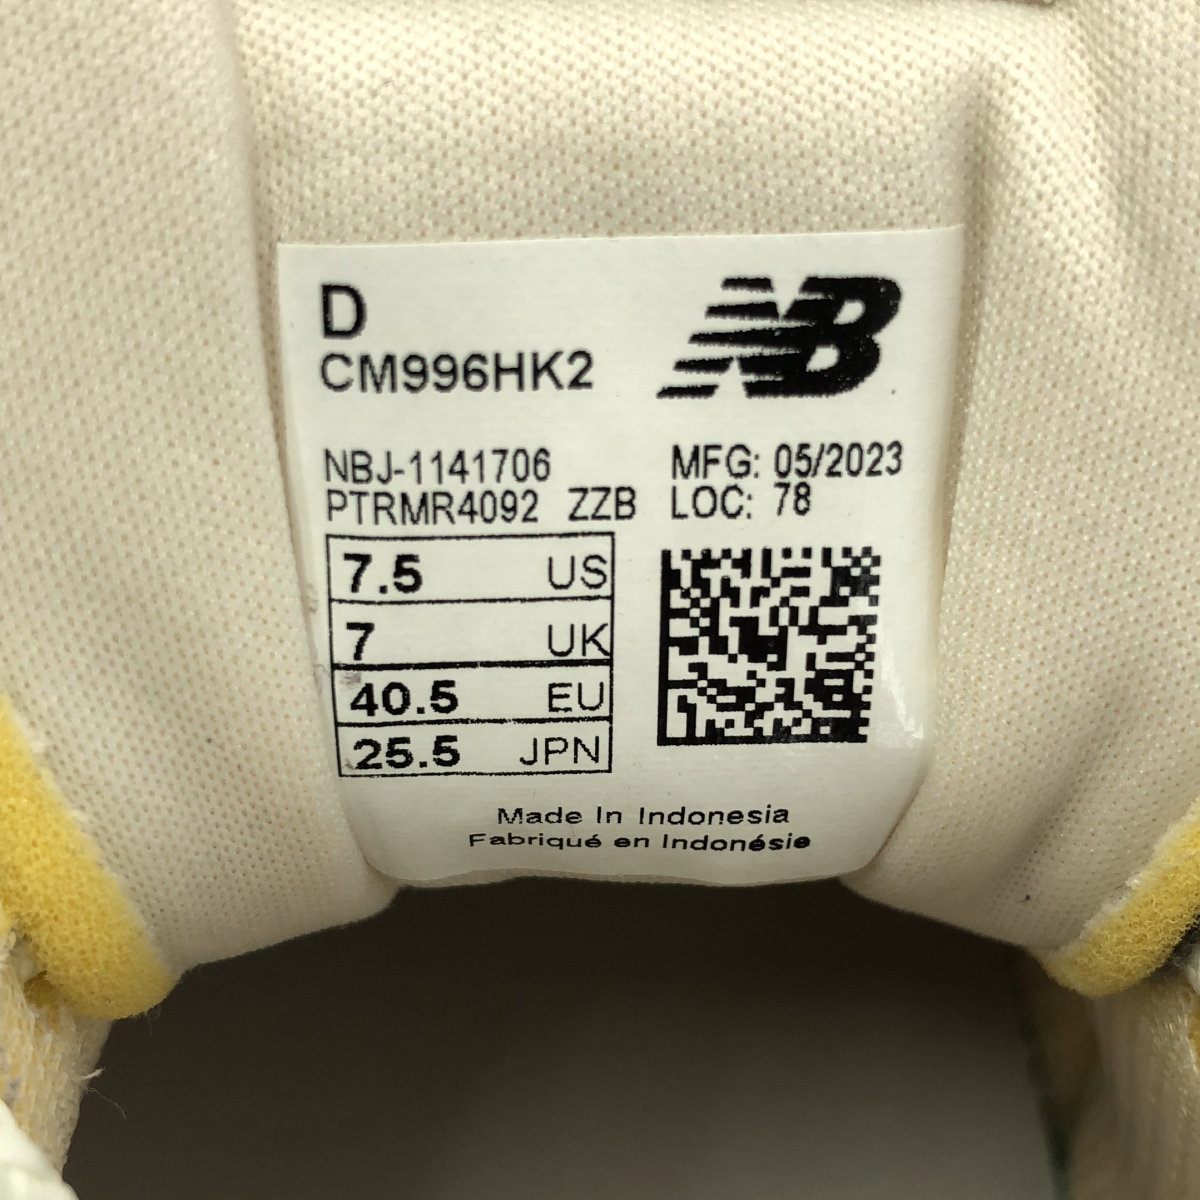 D
NB
CM996HK2
NBJ-1141706 MFG: 05/2023
PTRMR4092 ZZB LOC: 78
7.5 US
7 UK
40.5 EU
25.5 JPN
Made In Indonesia
Fabriqué en Indonésie